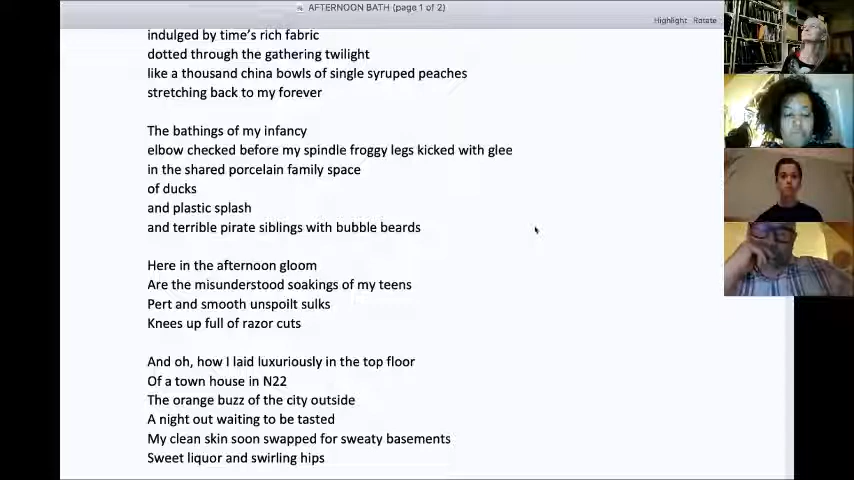 AFTERNOON BATH (page 1 of 2)
Highlight Rotate
indulged by time's rich fabric
dotted through the gathering twilight
like a thousand china bowls of single syruped peaches
stretching back to my forever
The bathings of my infancy
elbow checked before my spindle froggy legs kicked with glee
in the shared porcelain family space
of ducks
and plastic splash
and terrible pirate siblings with bubble beards
Here in the afternoon gloom
Are the misunderstood soakings of my teens
Pert and smooth unspoilt sulks
Knees up full of razor cuts
And oh, how I laid luxuriously in the top floor
Of a town house in N22
The orange buzz of the city outside
A night out waiting to be tasted
My clean skin soon swapped for sweaty basements
Sweet liquor and swirling hips